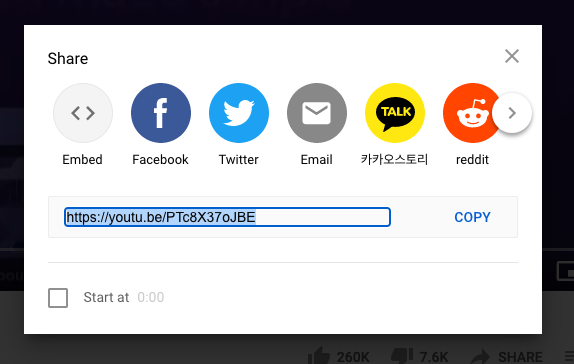 Share
TALK
Embed
Facebook
Twitter
Email
카카오스토리
reddit
https://youtu.be/PTc8X37oJBE
COPY
Start at 0:00
260K
7.6K
SHARE